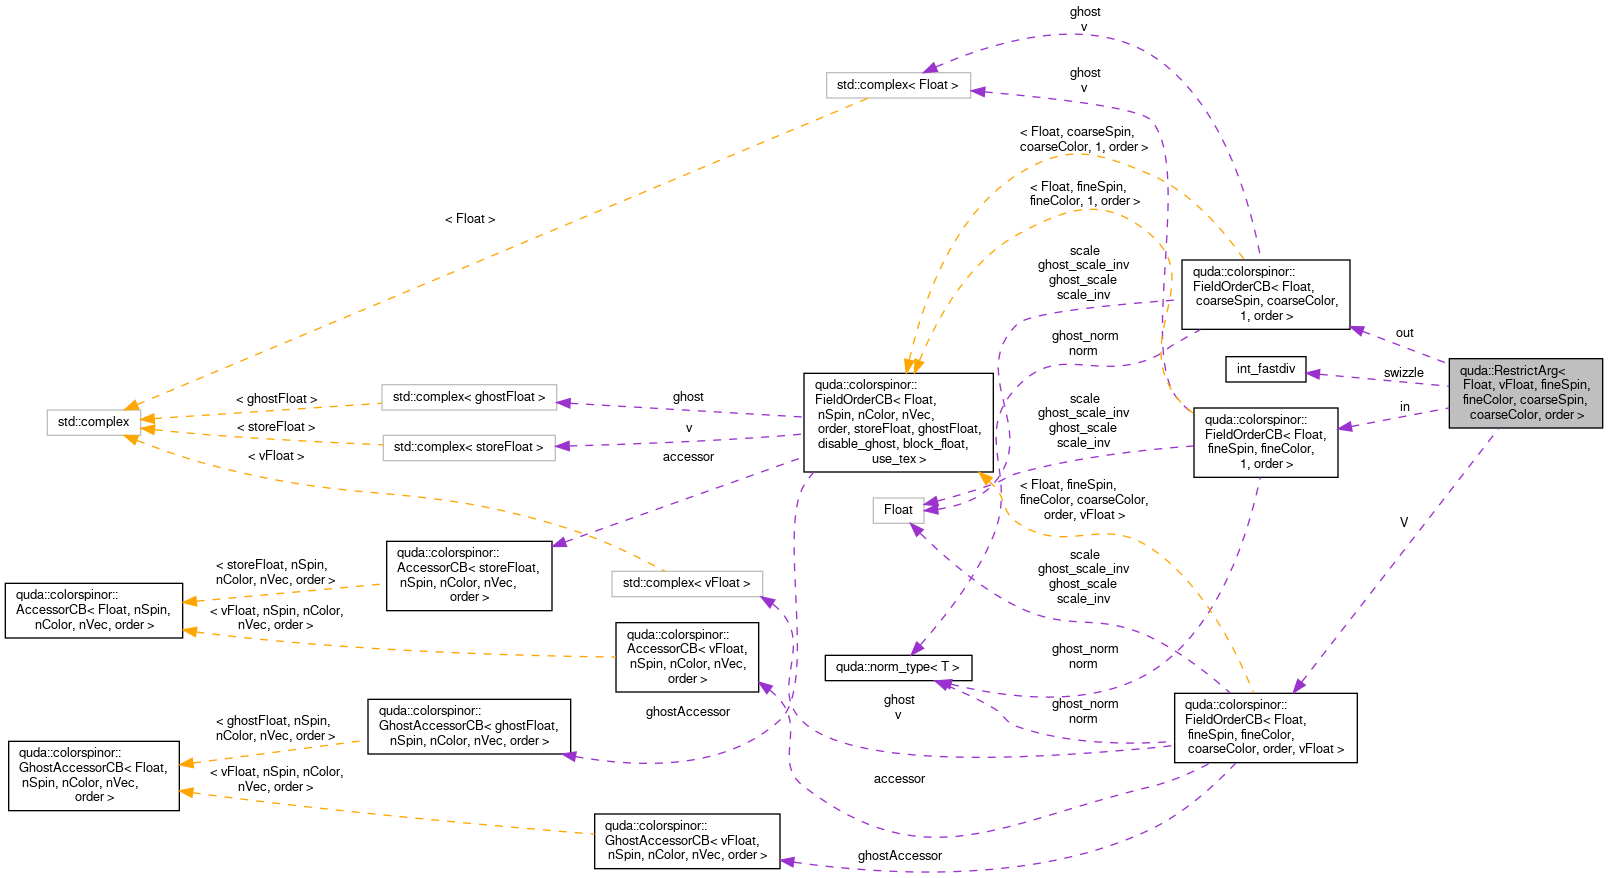 ghost
v
std::complex< Float >
ghost
v
< Float, coarseSpin,
coarseColor, 1, order >
< Float, fineSpin,
fineColor, 1, order >
< Float >
scale
ghost_scale_inv
ghost_scale
scale_inv
quda::colorspinor::
FieldOrderCB< Float,
coarseSpin, coarseColor,
1, order >
out
ghost_norm
norm
int_fastdiv
swizzle
quda::RestrictArg<
Float, vFloat, fineSpin,
fineColor, coarseSpin,
coarseColor, order >
in
quda::colorspinor::
FieldOrderCB< Float,
nSpin, nColor, nVec,
order, storeFloat, ghostFloat,
disable_ghost, block_float,
use_tex >
std::complex
< ghostFloat >
std::complex< ghostFloat >
ghost
< storeFloat >
std::complex< storeFloat >
v
< vFloat >
accessor
scale
ghost_scale_inv
ghost_scale
scale_inv
quda::colorspinor::
FieldOrderCB< Float,
fineSpin, fineColor,
1, order >
Float
< Float, fineSpin,
fineColor, coarseColor,
order, vFloat >
V
quda::colorspinor::
AccessorCB< Float, nSpin,
nColor, nVec, order >
< storeFloat, nSpin,
nColor, nVec, order >
< vFloat, nSpin, nColor,
nVec, order >
quda::colorspinor::
AccessorCB< storeFloat,
nSpin, nColor, nVec,
order >
std::complex< vFloat >
scale
ghost_scale_inv
ghost_scale
scale_inv
quda::colorspinor::
AccessorCB< vFloat,
nSpin, nColor, nVec,
order >
quda::norm_type< T >
ghost_norm
norm
ghost
v
ghost_norm
norm
quda::colorspinor::
FieldOrderCB< Float,
fineSpin, fineColor,
coarseColor, order, vFloat >
quda::colorspinor::
GhostAccessorCB< Float,
nSpin, nColor, nVec,
order >
< ghostFloat, nSpin,
nColor, nVec, order >
< vFloat, nSpin, nColor,
nVec, order >
quda::colorspinor::
GhostAccessorCB< ghostFloat,
nSpin, nColor, nVec, order >
ghostAccessor
accessor
quda::colorspinor::
GhostAccessorCB< vFloat,
nSpin, nColor, nVec, order >
ghostAccessor